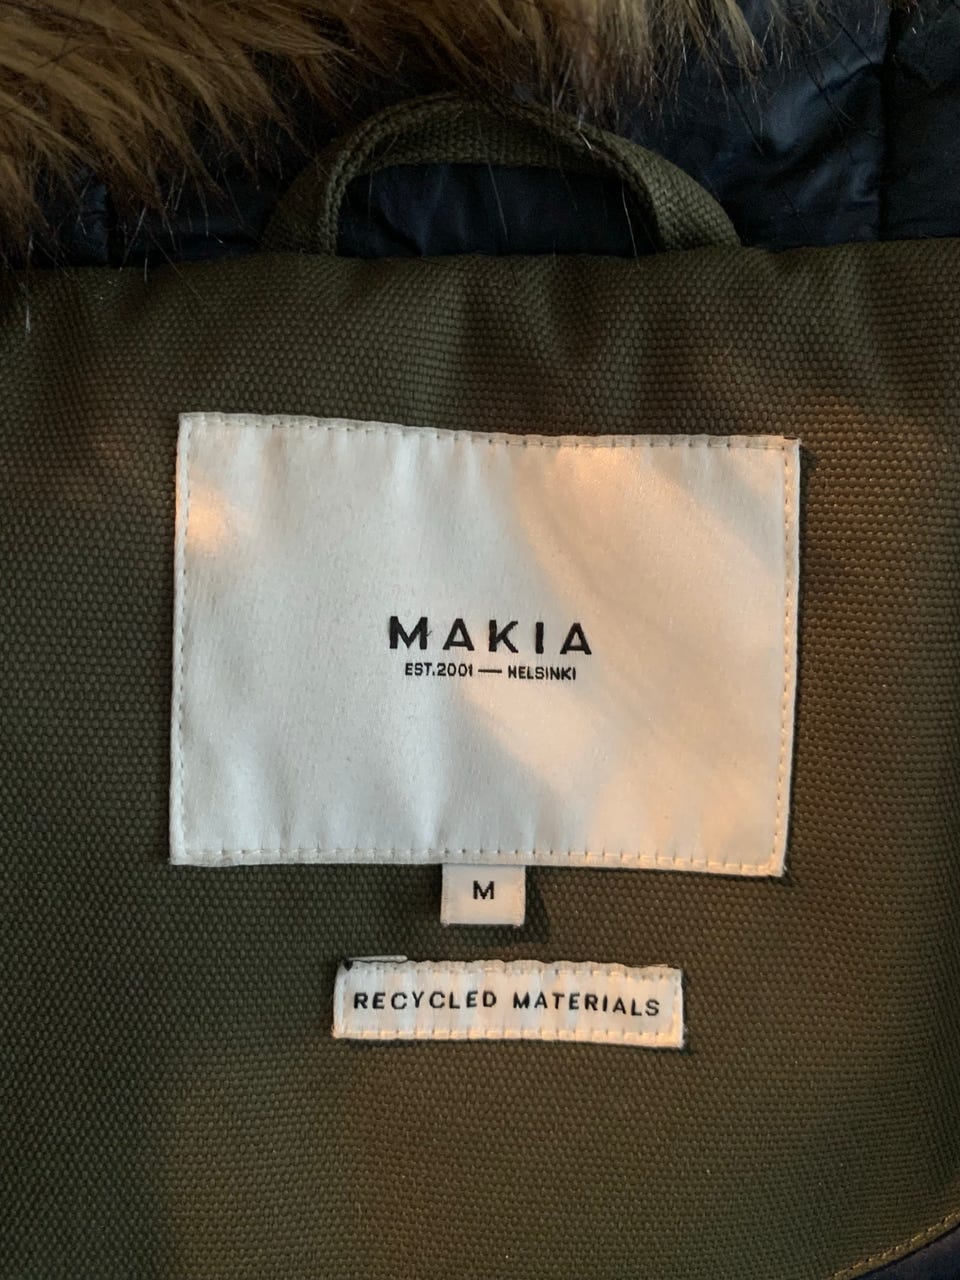 MAKIA
EST.2001 — HELSINKI
M
RECYCLED MATERIALS